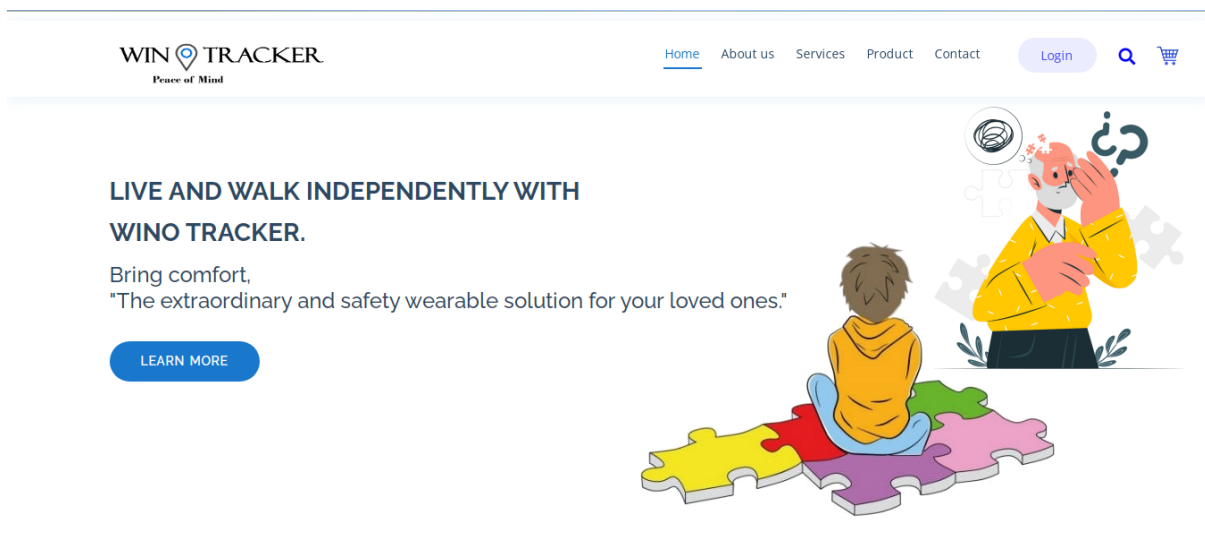 WINO TRACKER
Peace of Mind
Home About us Services Product Contact Login
LIVE AND WALK INDEPENDENTLY WITH
WINO TRACKER.
Bring comfort,
"The extraordinary and safety wearable solution for your loved ones."
LEARN MORE